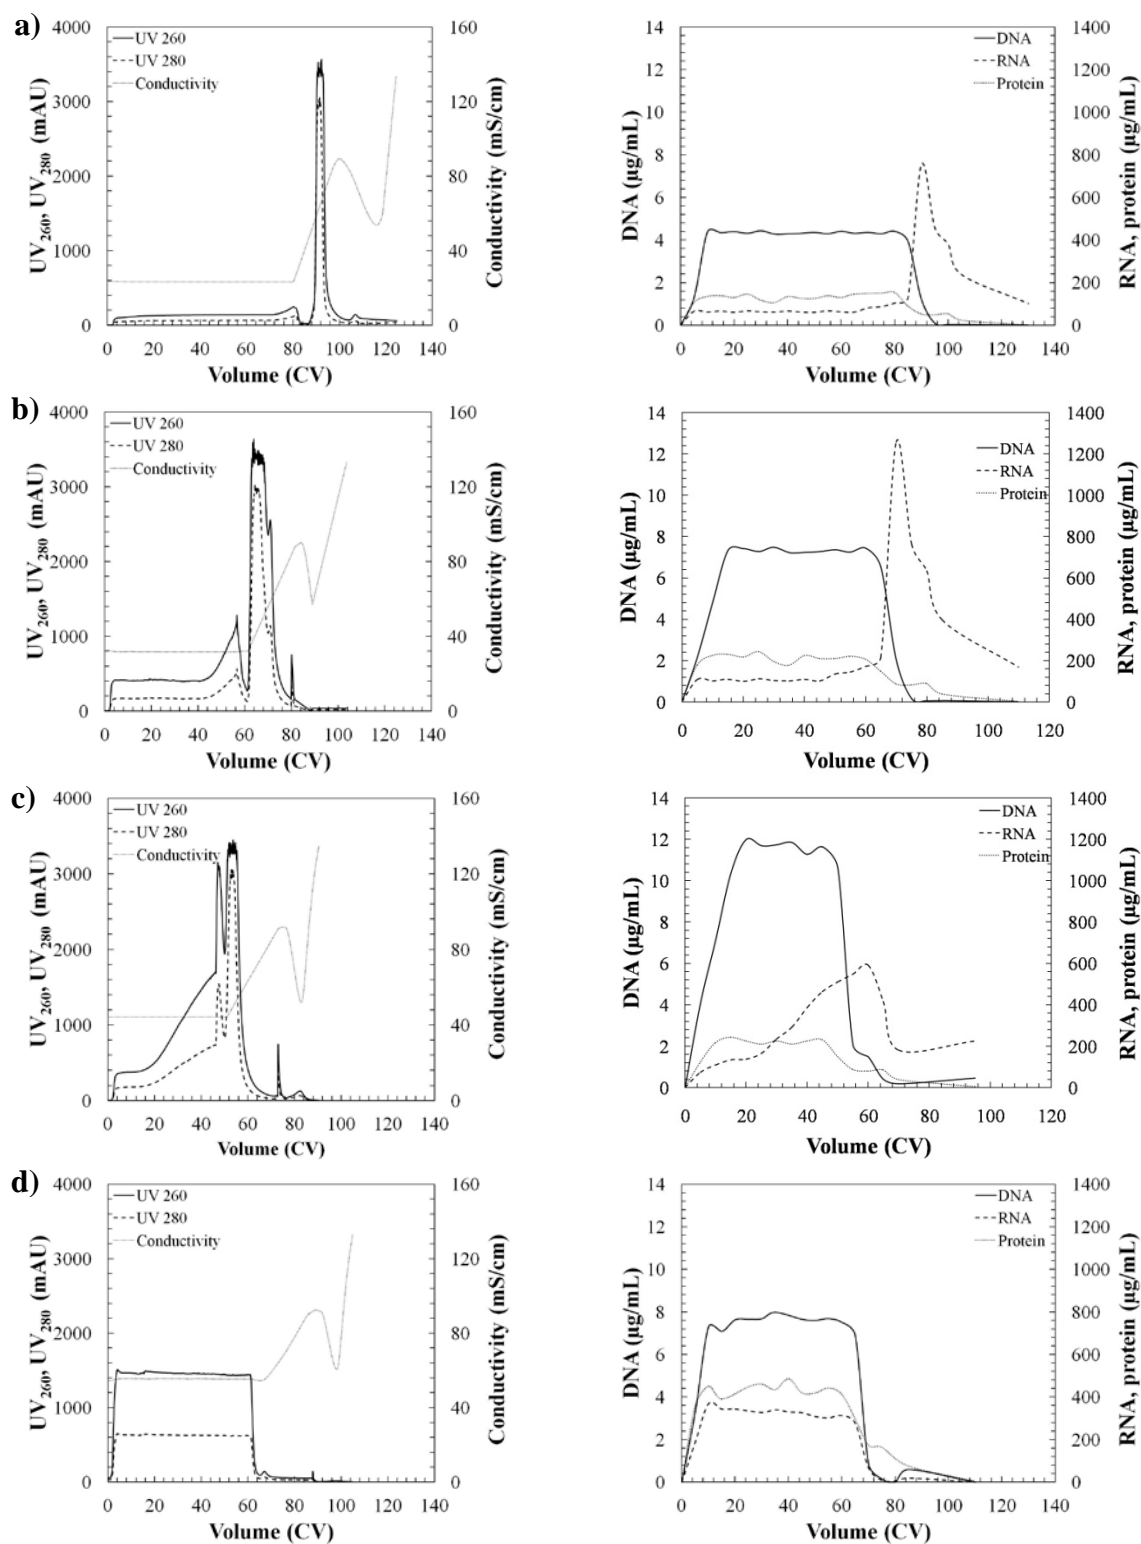 a)
4000
3000
2000
1000
0
UV260, UV280 (mAU)
UV 260
UV 280
Conductivity
160
120
80
40
0
Conductivity (mS/cm)
0 20 40 60 80 100 120 140
Volume (CV)
14
12
10
8
6
4
2
0
DNA (µg/mL)
DNA
RNA
Protein
1400
1200
1000
800
600
400
200
0
RNA, protein (µg/mL)
0 20 40 60 80 100 120 140
Volume (CV)
b)
4000
3000
2000
1000
0
UV260, UV280 (mAU)
UV 260
UV 280
Conductivity
160
120
80
40
0
Conductivity (mS/cm)
0 20 40 60 80 100 120 140
Volume (CV)
14
12
10
8
6
4
2
0
DNA (µg/mL)
DNA
RNA
Protein
1400
1200
1000
800
600
400
200
0
RNA, protein (µg/mL)
0 20 40 60 80 100 120
Volume (CV)
c)
4000
3000
2000
1000
0
UV260, UV280 (mAU)
UV 260
UV 280
Conductivity
160
120
80
40
0
Conductivity (mS/cm)
0 20 40 60 80 100 120 140
Volume (CV)
14
12
10
8
6
4
2
0
DNA (µg/mL)
DNA
RNA
Protein
1400
1200
1000
800
600
400
200
0
RNA, protein (µg/mL)
0 20 40 60 80 100 120
Volume (CV)
d)
4000
3000
2000
1000
0
UV260, UV280 (mAU)
UV 260
UV 280
Conductivity
160
120
80
40
0
Conductivity (mS/cm)
0 20 40 60 80 100 120 140
Volume (CV)
14
12
10
8
6
4
2
0
DNA (µg/mL)
DNA
RNA
Protein
1400
1200
1000
800
600
400
200
0
RNA, protein (µg/mL)
0 20 40 60 80 100 120 140
Volume (CV)